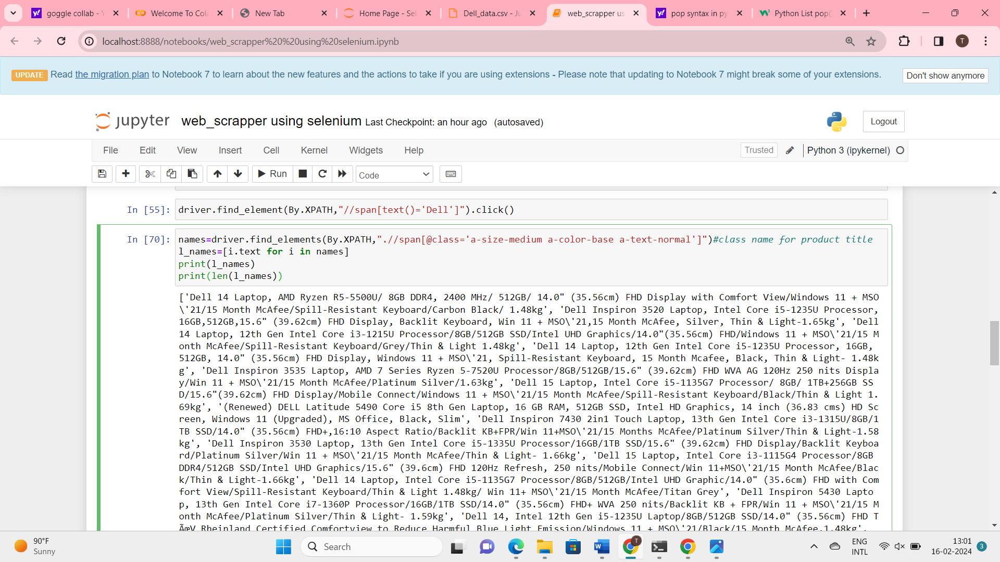 goggle collab - Y
Welcome To Cola
New Tab
Home Page - Sel
Dell_data.csv - Ju
web_scrapper us
pop syntax in py
Python List pop(
localhost:8888/notebooks/web_scrapper%20%20using%20selenium.ipynb
T
UPDATE Read the migration plan to Notebook 7 to learn about the new features and the actions to take if you are using extensions - Please note that updating to Notebook 7 might break some of your extensions.
Don't show anymore
jupyter web_scrapper using selenium Last Checkpoint: an hour ago (autosaved)
Logout
File Edit View Insert Cell Kernel Widgets Help
Trusted Python 3 (ipykernel)
Run Code
In [55]: driver.find_element(By.XPATH,"//span[text()='Dell']").click()
In [70]: names=driver.find_elements(By.XPATH,".//span[@class='a-size-medium a-color-base a-text-normal']")#class name for product title
l_names=[i.text for i in names]
print(l_names)
print(len(l_names))
['Dell 14 Laptop, AMD Ryzen R5-5500U/ 8GB DDR4, 2400 MHz/ 512GB/ 14.0" (35.56cm) FHD Display with Comfort View/Windows 11 + MSO
\'21/15 Month McAfee/Spill-Resistant Keyboard/Carbon Black/ 1.48kg', 'Dell Inspiron 3520 Laptop, Intel Core i5-1235U Processor,
16GB,512GB,15.6" (39.62cm) FHD Display, Backlit Keyboard, Win 11 + MSO\'21,15 Month McAfee, Silver, Thin & Light-1.65kg', 'Dell
14 Laptop, 12th Gen Intel Core i3-1215U Processor/8GB/512GB SSD/Intel UHD Graphics/14.0"(35.56cm) FHD/Windows 11 + MSO\'21/15 M
onth McAfee/Spill-Resistant Keyboard/Grey/Thin & Light 1.48kg', 'Dell 14 Laptop, 12th Gen Intel Core i5-1235U Processor, 16GB,
512GB, 14.0" (35.56cm) FHD Display, Windows 11 + MSO\'21, Spill-Resistant Keyboard, 15 Month Mcafee, Black, Thin & Light- 1.48k
g', 'Dell Inspiron 3535 Laptop, AMD 7 Series Ryzen 5-7520U Processor/8GB/512GB/15.6" (39.62cm) FHD WVA AG 120Hz 250 nits Displa
y/Win 11 + MSO\'21/15 Month McAfee/Platinum Silver/1.63kg', 'Dell 15 Laptop, Intel Core i5-1135G7 Processor/ 8GB/ 1TB+256GB SS
D/15.6"(39.62cm) FHD Display/Mobile Connect/Windows 11 + MSO\'21/15 Month McAfee/Spill-Resistant Keyboard/Black/Thin & Light 1.
69kg', '(Renewed) DELL Latitude 5490 Core i5 8th Gen Laptop, 16 GB RAM, 512GB SSD, Intel HD Graphics, 14 inch (36.83 cms) HD Sc
reen, Windows 11 (Upgraded), MS Office, Black, Slim', 'Dell Inspiron 7430 2in1 Touch Laptop, 13th Gen Intel Core i3-1315U/8GB/1
TB SSD/14.0" (35.56cm) FHD+,16:10 Aspect Ratio/Backlit KB+FPR/Win 11+MSO\'21/15 Months McAfee/Platinum Silver/Thin & Light-1.58
kg', 'Dell Inspiron 3530 Laptop, 13th Gen Intel Core i5-1335U Processor/16GB/1TB SSD/15.6" (39.62cm) FHD Display/Backlit Keyboa
rd/Platinum Silver/Win 11 + MSO\'21/15 Month McAfee/Thin & Light- 1.66kg', 'Dell 15 Laptop, Intel Core i3-1115G4 Processor/8GB
DDR4/512GB SSD/Intel UHD Graphics/15.6" (39.6cm) FHD 120Hz Refresh, 250 nits/Mobile Connect/Win 11+MSO\'21/15 Month McAfee/Blac
k/Thin & Light-1.66kg', 'Dell 14 Laptop, Intel Core i5-1135G7 Processor/8GB/512GB/Intel UHD Graphic/14.0" (35.6cm) FHD with Com
fort View/Spill-Resistant Keyboard/Thin & Light 1.48kg/ Win 11+ MSO\'21/15 Month McAfee/Titan Grey', 'Dell Inspiron 5430 Lapto
p, 13th Gen Intel Core i7-1360P Processor/16GB/1TB SSD/14.0" (35.56cm) FHD+ WVA 250 nits/Backlit KB + FPR/Win 11 + MSO\'21/15 M
onth McAfee/Platinum Silver/Thin & Light- 1.59kg', 'Dell 14, Intel 12th Gen i5-1235U Laptop/8GB/512GB SSD/14.0" (35.56cm) FHD T
ÃœV Rheinland Certified Comfortview to Reduce Harmful Blue Light Emission/Windows 11 + MSO\'21/Black/15 Month McAfee,1.48kg',
90°F
Sunny
Search
ENG
INTL
13:01
16-02-2024
3